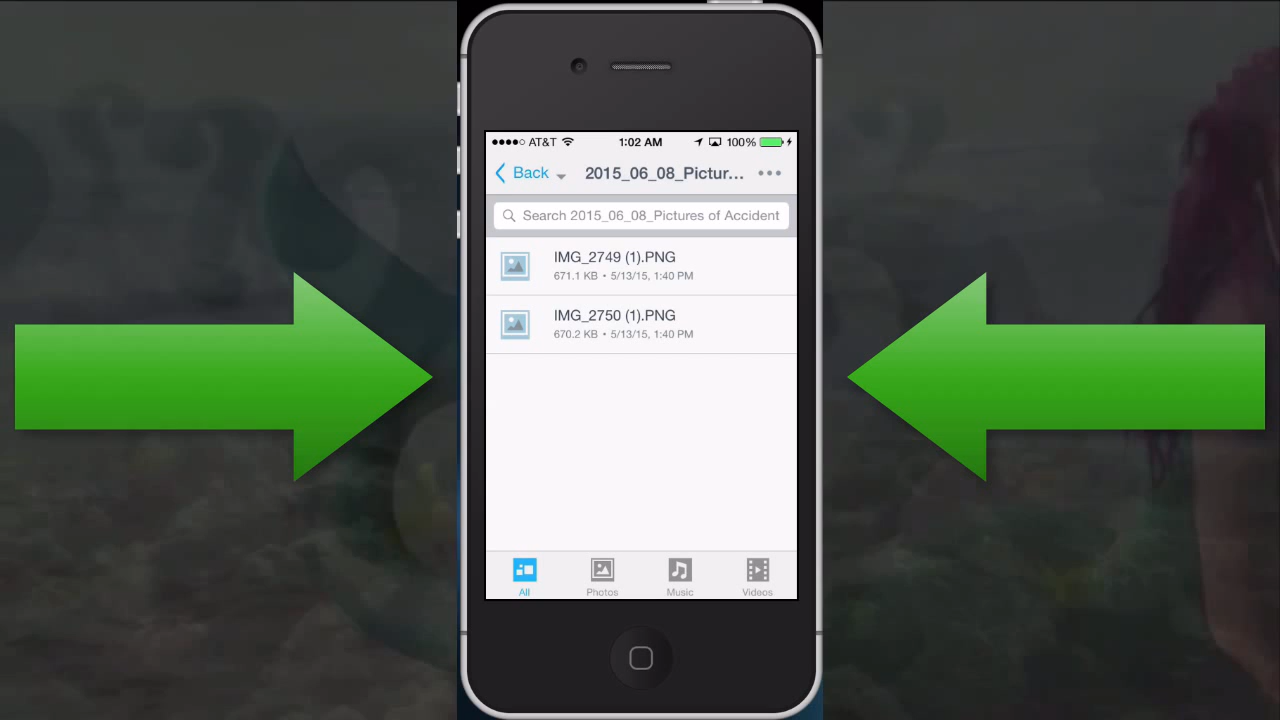 AT&T 1:02 AM 100%
Back 2015_06_08_Pictur... 
Search 2015_06_08_Pictures of Accident
IMG_2749 (1).PNG
671.1 KB • 5/13/15, 1:40 PM
IMG_2750 (1).PNG
670.2 KB • 5/13/15, 1:40 PM
All Photos Music Videos